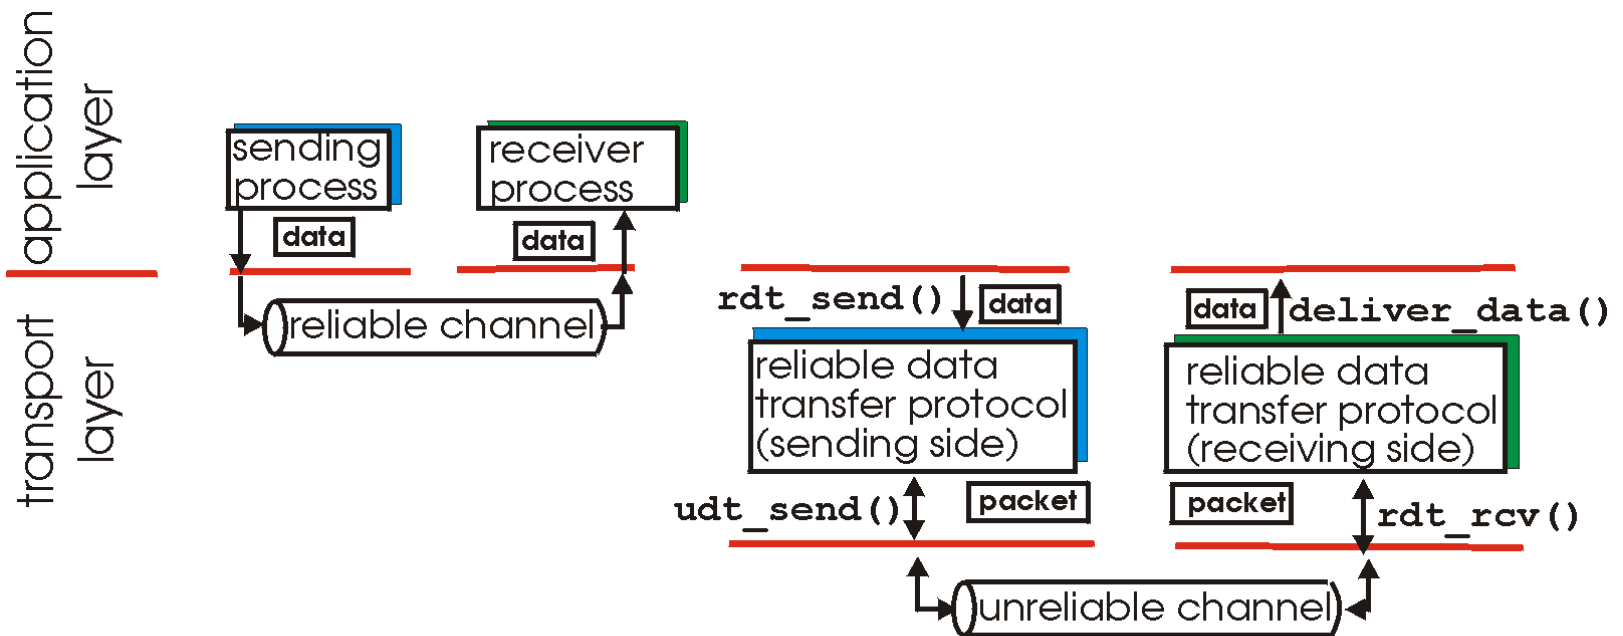 application
layer
transport
layer
sending
process
data
receiver
process
data
reliable channel
rdt_send()
data
reliable data
transfer protocol
(sending side)
udt_send()
packet
data
deliver_data()
reliable data
transfer protocol
(receiving side)
packet
rdt_rcv()
unreliable channel